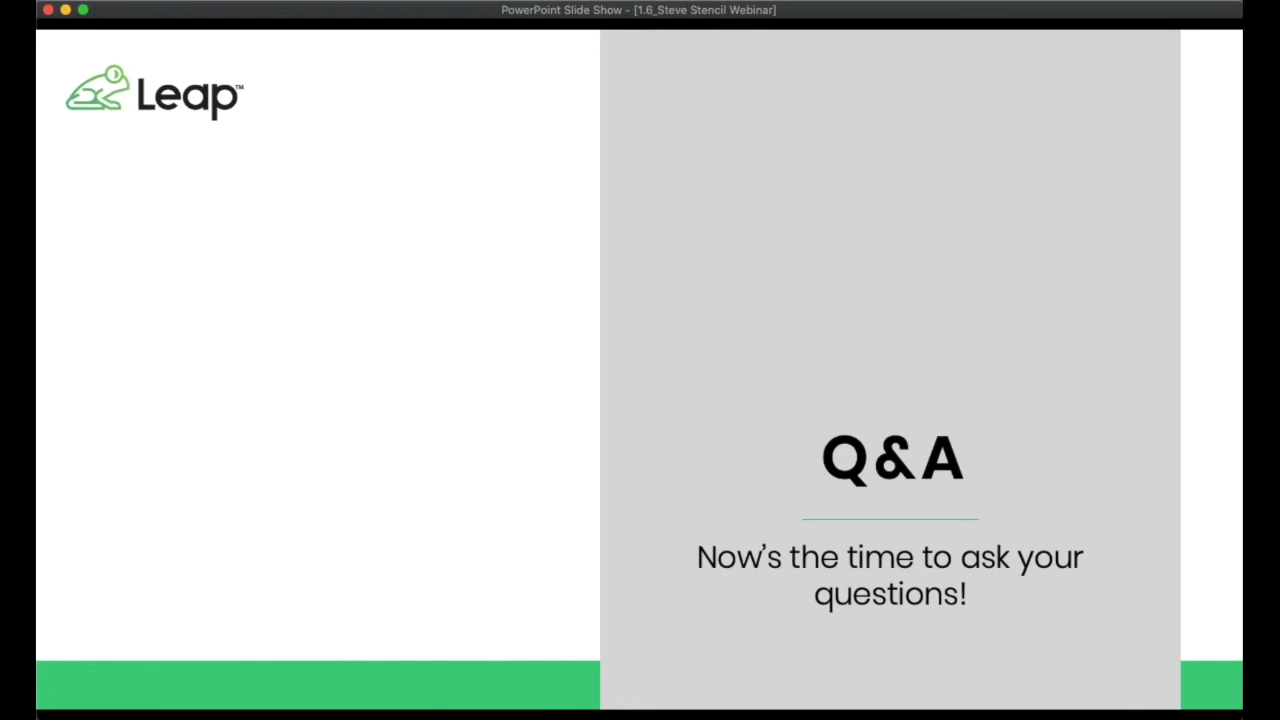 PowerPoint Slide Show - [1.6_Steve Stencil Webinar]
Leap™
Q&A
Now's the time to ask your
questions!